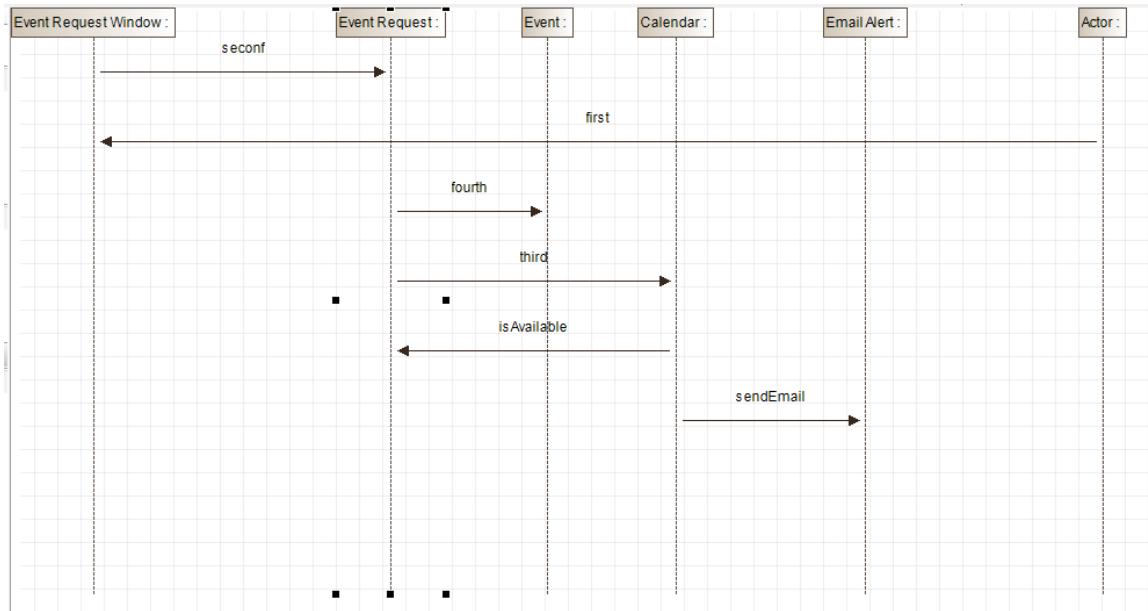 Event Request Window :
Event Request :
Event :
Calendar :
Email Alert :
Actor :
seconf
first
fourth
third
isAvailable
sendEmail